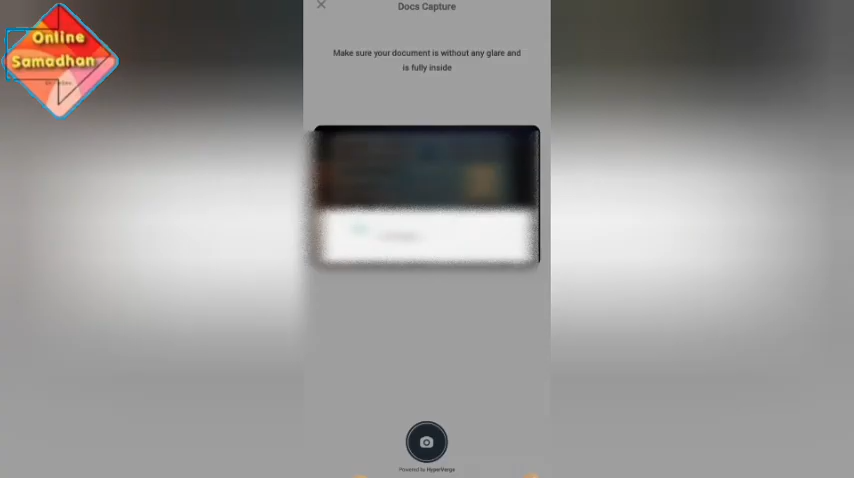 Online
Samadhan
Docs Capture
Make sure your document is without any glare and
is fully inside
Powered by HyperVerge